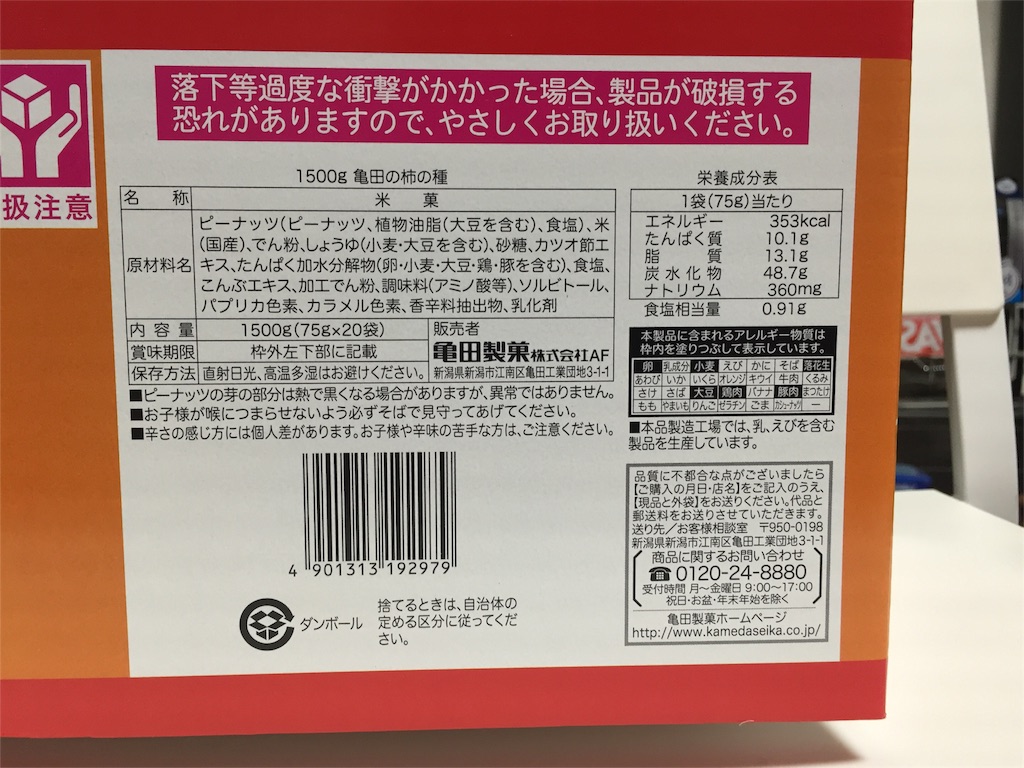 落下等過度な衝撃がかかった場合、製品が破損する
恐れがありますので、やさしくお取り扱いください。
扱注意
1500g 亀田の柿の種
名 称 米 菓
原材料名 ピーナッツ(ピーナッツ、植物油脂(大豆を含む)、食塩)、米
(国産)、でん粉、しょうゆ(小麦・大豆を含む)、砂糖、カツオ節エ
キス、たんぱく加水分解物(卵・小麦・大豆・鶏・豚を含む)、食塩、
こんぶエキス、加工でん粉、調味料(アミノ酸等)、ソルビトール、
パプリカ色素、カラメル色素、香辛料抽出物、乳化剤
内 容 量 1500g(75g×20袋)
賞味期限 枠外左下部に記載
保存方法 直射日光、高温多湿はお避けください。
販売者
亀田製菓株式会社AF
新潟県新潟市江南区亀田工業団地3-1-1
■ピーナッツの芽の部分は熱で黒くなる場合がありますが、異常ではありません。
■お子様が喉につまらせないよう必ずそばで見守ってあげてください。
■辛さの感じ方には個人差があります。お子様や辛味の苦手な方は、ご注意ください。
4 901313 192979
ダンボール
捨てるときは、自治体の
定める区分に従ってくだ
さい。
栄養成分表
1袋(75g)当たり
エネルギー 353kcal
たんぱく質 10.1g
脂 質 13.1g
炭水化物 48.7g
ナトリウム 360mg
食塩相当量 0.91g
本製品に含まれるアレルギー物質は
枠内を塗りつぶして表示しています。
卵 乳成分 小麦 えび かに そば 落花生
あわび いか いくら オレンジ キウイ 牛肉 くるみ
さけ さば 大豆 鶏肉 バナナ 豚肉 まつたけ
もも やまいも りんご ゼラチン ごま カシューナッツ ー
■本品製造工場では、乳、えびを含む
製品を生産しています。
品質に不都合な点がございましたら
【ご購入の月日・店名】をご記入のうえ、
【現品と外袋】をお送りください。代品と
郵送料をお送りさせていただきます。
送り先/お客様相談室 〒950-0198
新潟県新潟市江南区亀田工業団地3-1-1
商品に関するお問い合わせ
0120-24-8880
受付時間 月~金曜日 9:00~17:00
祝日・お盆・年末年始を除く
亀田製菓ホームページ
http://www.kamedaseika.co.jp/